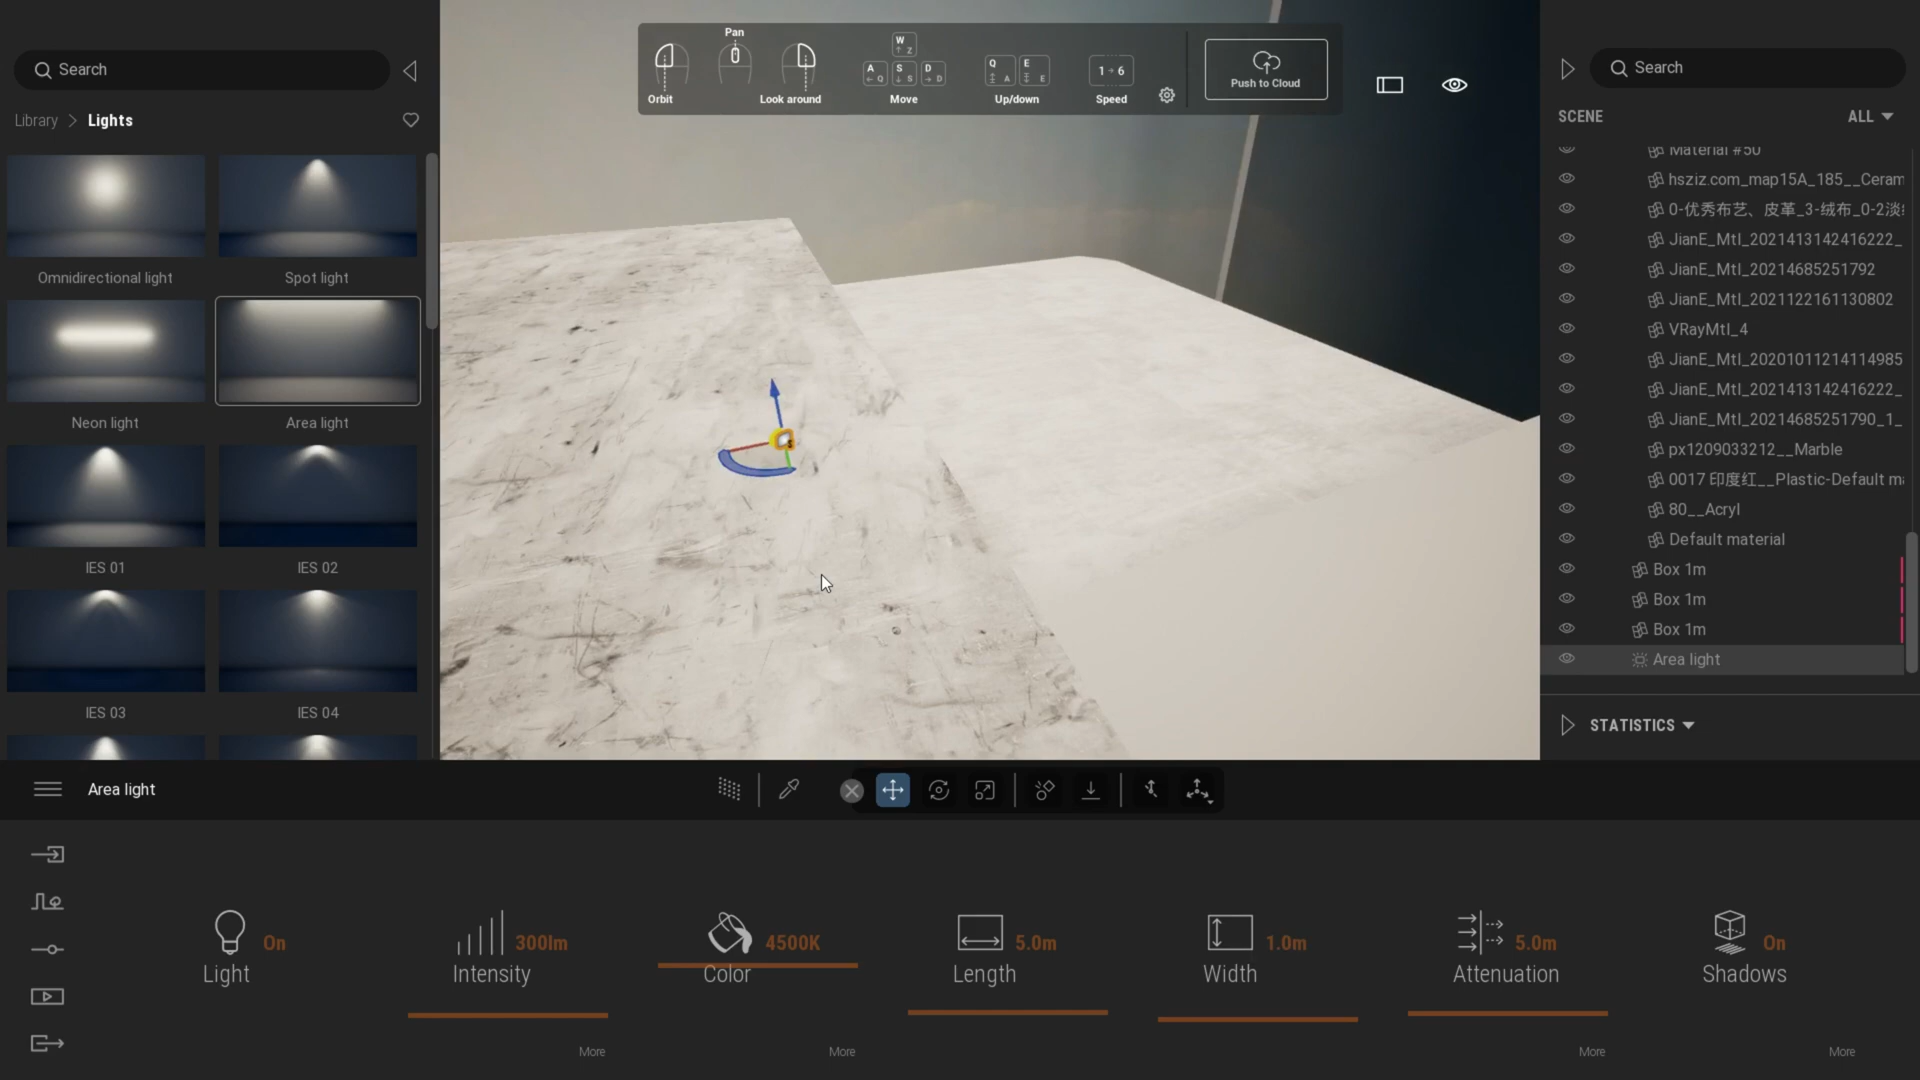 Search
Library > Lights
Omnidirectional light
Spot light
Neon light
Area light
IES 01
IES 02
IES 03
IES 04
Pan
Orbit
Look around
W
Z
A
Q
S
S
D
D
Move
Q
A
E
E
Up/down
1 → 6
Speed
Push to Cloud
Search
SCENE
ALL
Material #50
hsziz.com_map15A_185__Ceram
0-优秀布艺、皮革_3-绒布_0-2淡
JianE_Mtl_2021413142416222_
JianE_Mtl_20214685251792
JianE_Mtl_2021122161130802
VRayMtl_4
JianE_Mtl_20201011214114985
JianE_Mtl_2021413142416222_
JianE_Mtl_20214685251790_1_
px1209033212__Marble
0017 印度红__Plastic-Default m
80__Acryl
Default material
Box 1m
Box 1m
Box 1m
Area light
STATISTICS
Area light
Light
On
Intensity
300lm
More
Color
4500K
More
Length
5.0m
Width
1.0m
Attenuation
5.0m
More
Shadows
On
More